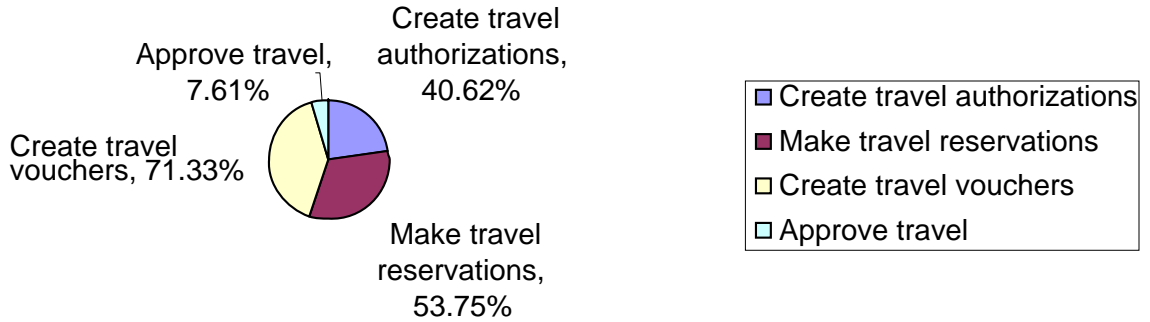 Create travel
authorizations,
40.62%
Approve travel,
7.61%
Create travel
vouchers, 71.33%
Make travel
reservations,
53.75%
Create travel authorizations
Make travel reservations
Create travel vouchers
Approve travel